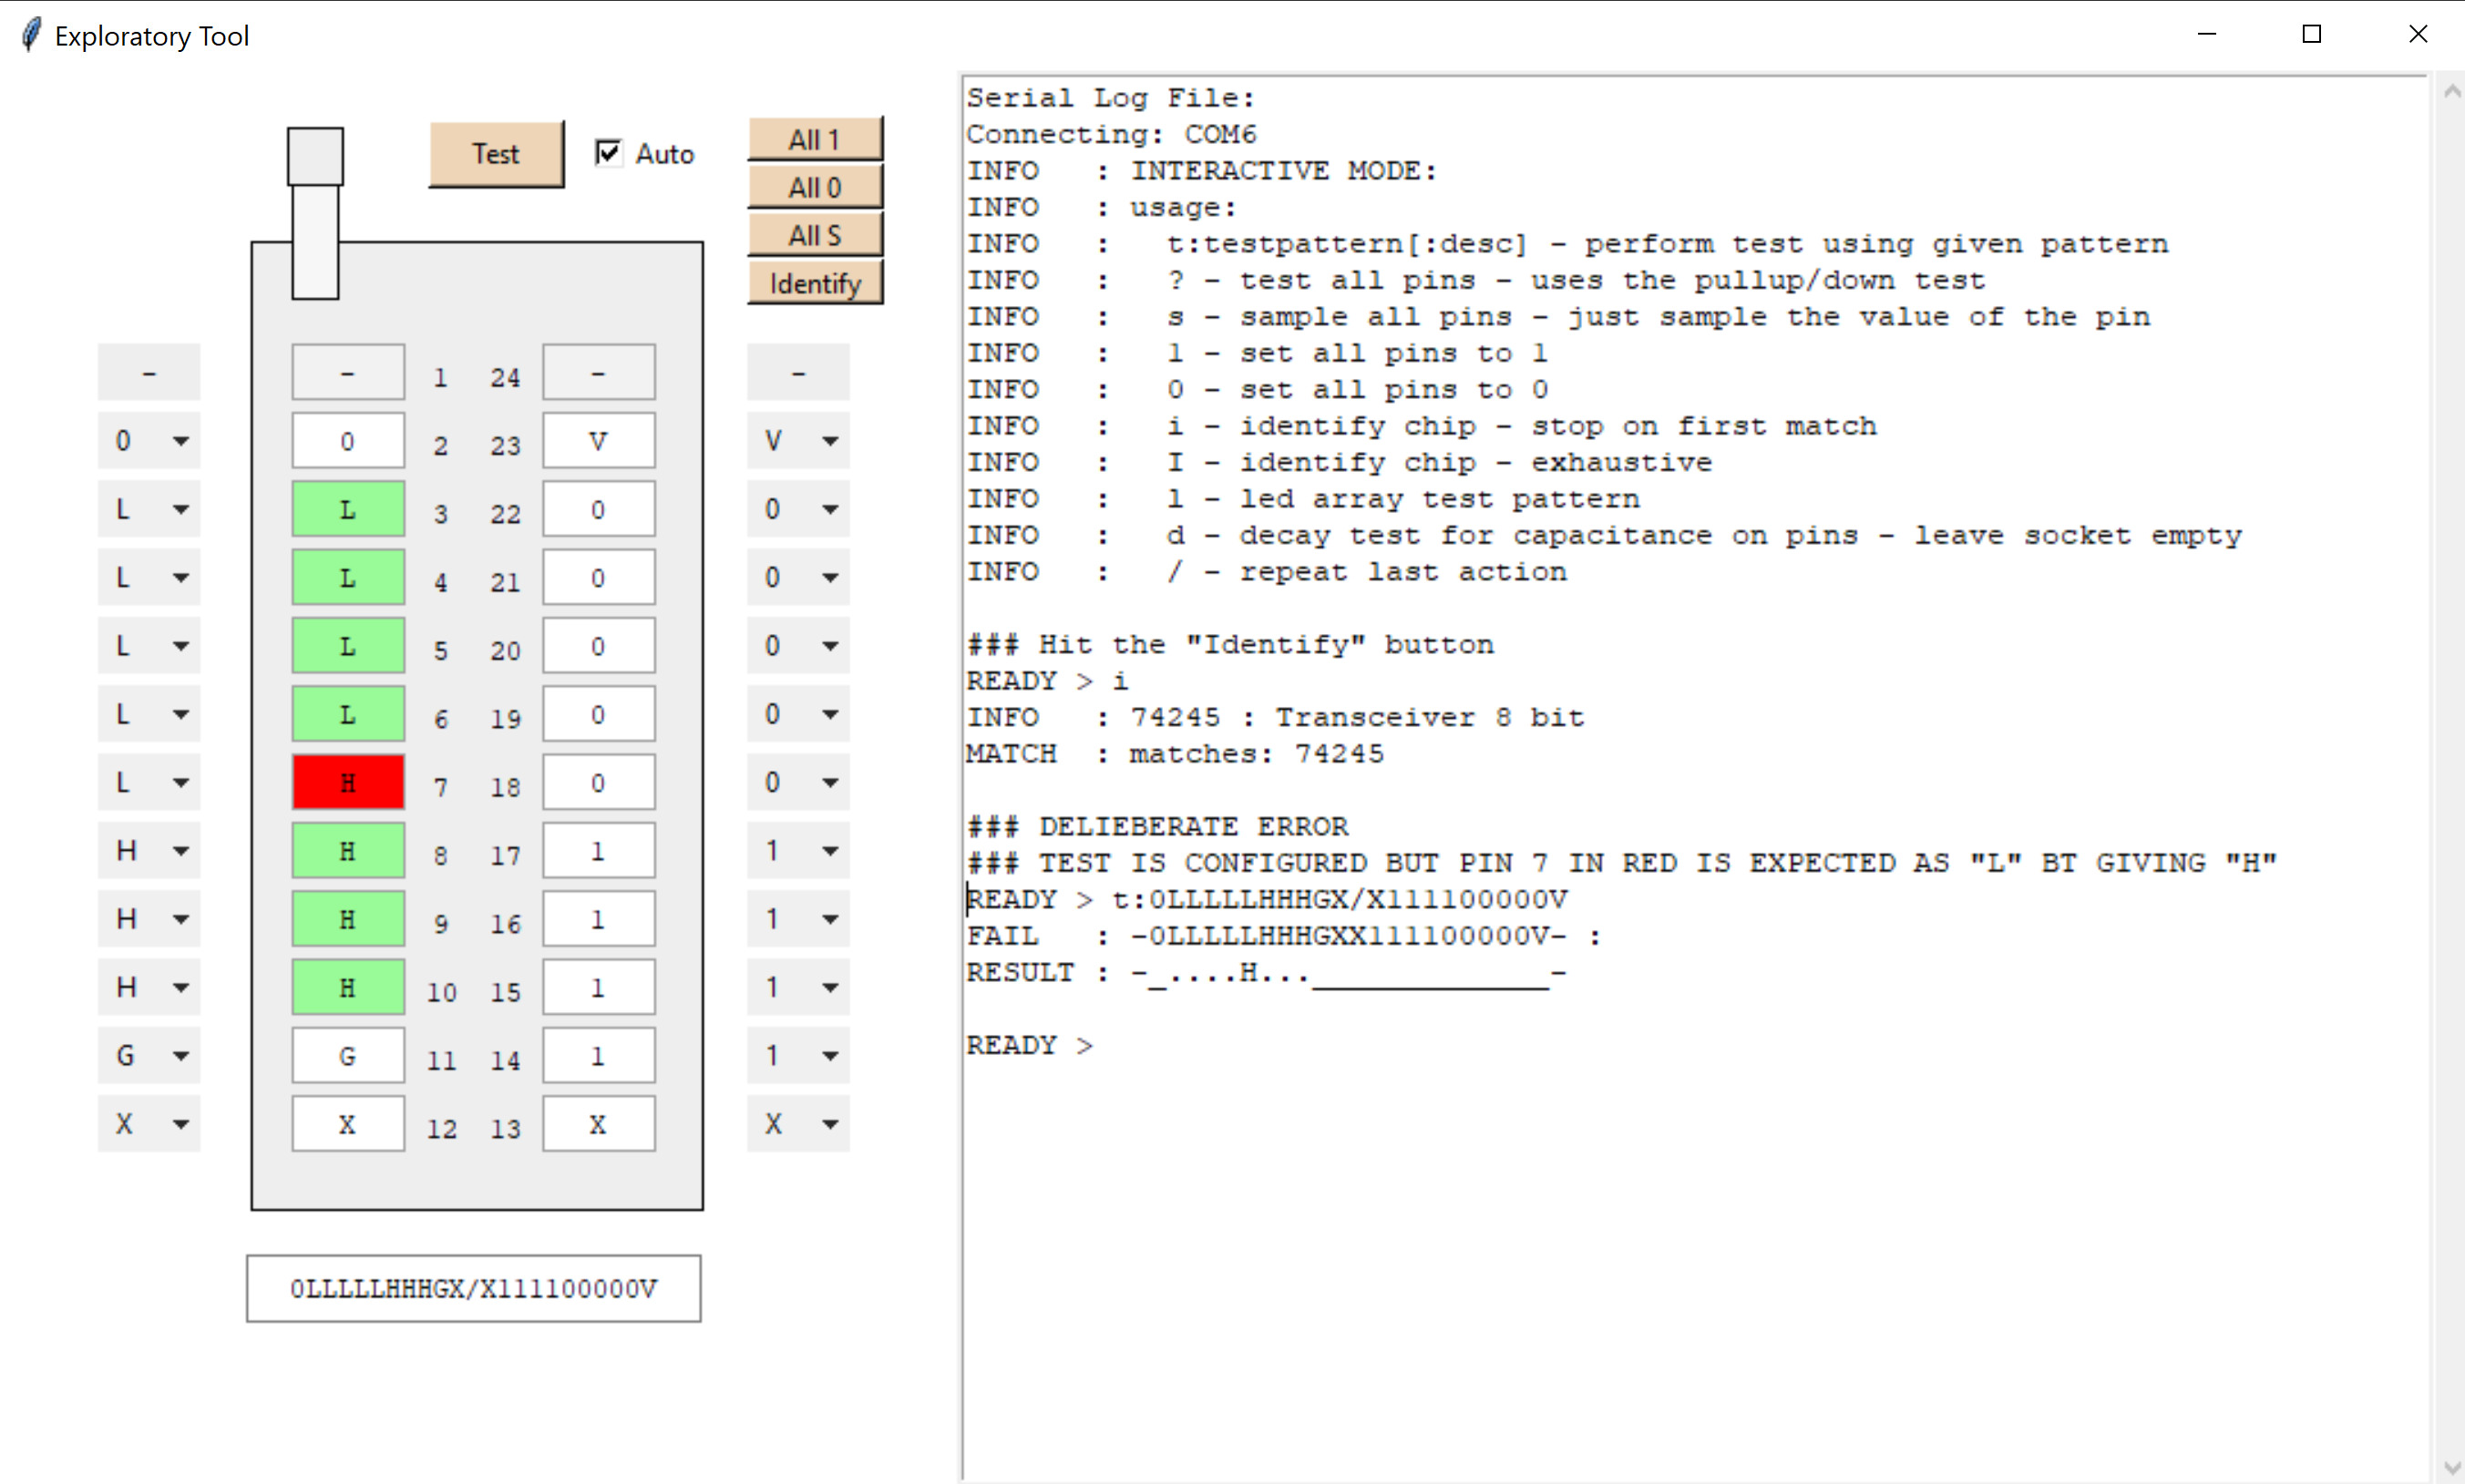 Exploratory Tool
Test
Auto
All 1
All 0
All S
Identify
- - 1 24 - -
0 0 2 23 V V
L L 3 22 0 0
L L 4 21 0 0
L L 5 20 0 0
L L 6 19 0 0
L H 7 18 0 0
H H 8 17 1 1
H H 9 16 1 1
H H 10 15 1 1
G G 11 14 1 1
X X 12 13 X X
0LLLLLHHHGX/X111100000V
Serial Log File:
Connecting: COM6
INFO   : INTERACTIVE MODE:
INFO   : usage:
INFO   :   t:testpattern[:desc] - perform test using given pattern
INFO   :   ? - test all pins - uses the pullup/down test
INFO   :   s - sample all pins - just sample the value of the pin
INFO   :   1 - set all pins to 1
INFO   :   0 - set all pins to 0
INFO   :   i - identify chip - stop on first match
INFO   :   I - identify chip - exhaustive
INFO   :   l - led array test pattern
INFO   :   d - decay test for capacitance on pins - leave socket empty
INFO   :   / - repeat last action
### Hit the "Identify" button
READY > i
INFO   : 74245 : Transceiver 8 bit
MATCH  : matches: 74245
### DELIEBERATE ERROR
### TEST IS CONFIGURED BUT PIN 7 IN RED IS EXPECTED AS "L" BT GIVING "H"
READY > t:0LLLLLHHHGX/X111100000V
FAIL   : -0LLLLLHHHGXX111100000V- :
RESULT : -_....H..._____________-
READY >